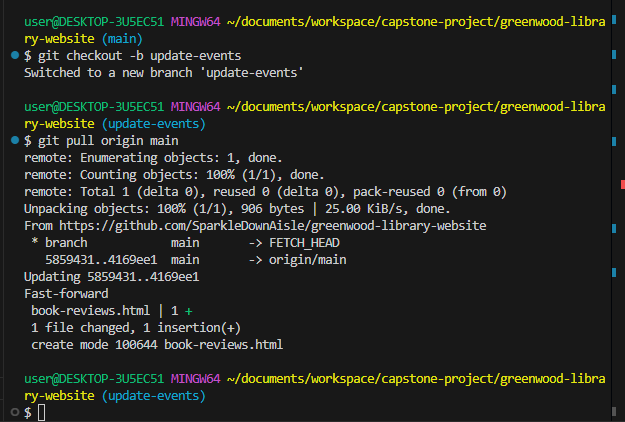 user@DESKTOP-3U5EC51 MINGW64 ~/documents/workspace/capstone-project/greenwood-libra
ry-website (main)
$ git checkout -b update-events
Switched to a new branch 'update-events'
user@DESKTOP-3U5EC51 MINGW64 ~/documents/workspace/capstone-project/greenwood-libra
ry-website (update-events)
$ git pull origin main
remote: Enumerating objects: 1, done.
remote: Counting objects: 100% (1/1), done.
remote: Total 1 (delta 0), reused 0 (delta 0), pack-reused 0 (from 0)
Unpacking objects: 100% (1/1), 906 bytes | 25.00 KiB/s, done.
From https://github.com/SparkleDownAisle/greenwood-library-website
 * branch            main       -> FETCH_HEAD
   5859431..4169ee1  main       -> origin/main
Updating 5859431..4169ee1
Fast-forward
 book-reviews.html | 1 +
 1 file changed, 1 insertion(+)
 create mode 100644 book-reviews.html
user@DESKTOP-3U5EC51 MINGW64 ~/documents/workspace/capstone-project/greenwood-libra
ry-website (update-events)
$